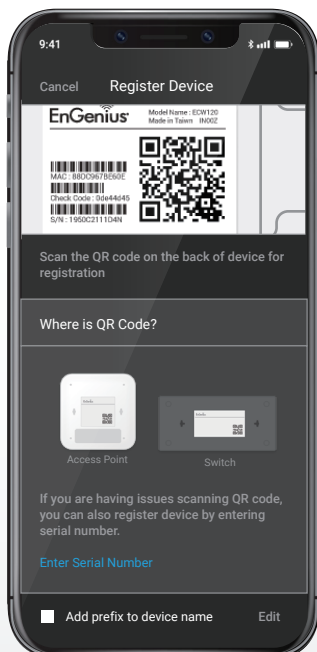 9:41
Cancel Register Device
EnGenius
Model Name : ECW120
Made in Taiwn IN00Z
MAC : 88DC967BE60E
Check Code : 0de44d45
S/N : 1950C2111D4N
Scan the QR code on the back of device for
registration
Where is QR Code?
Access Point
Switch
If you are having issues scanning QR code,
you can also register device by entering
serial number.
Enter Serial Number
Add prefix to device name Edit